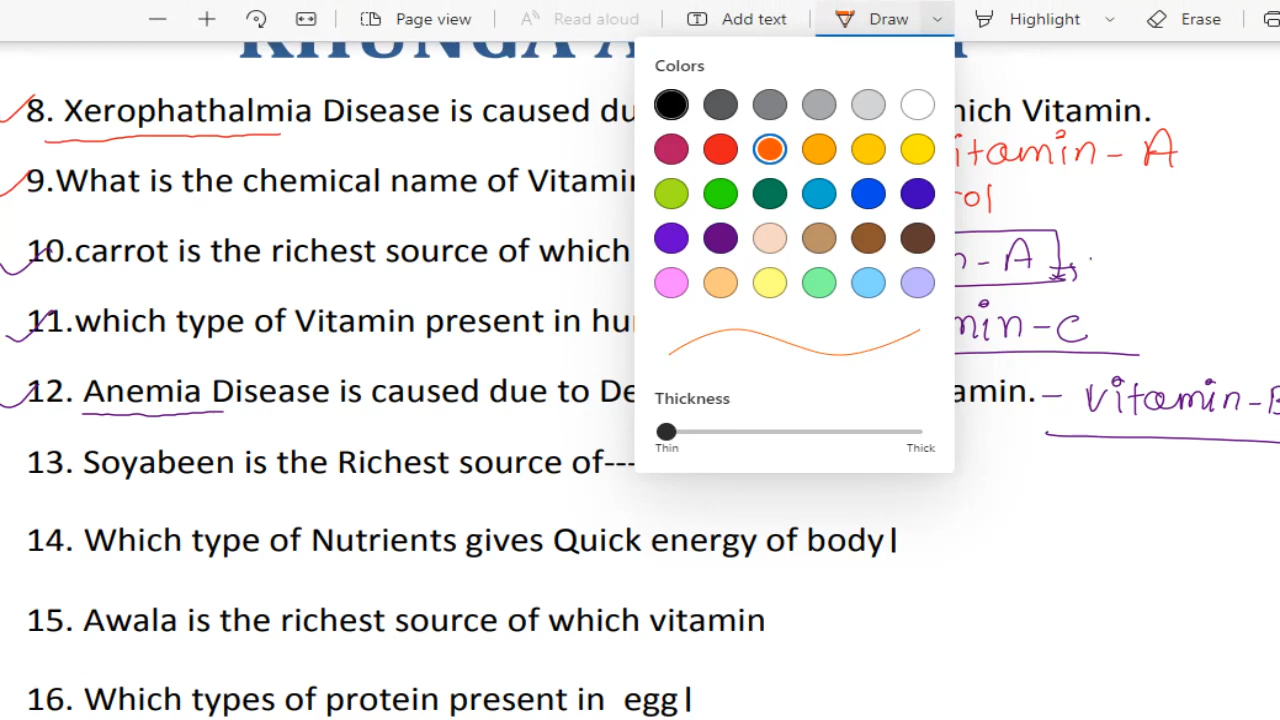 Page view Read aloud Add text Draw Highlight Erase
Colors
8. Xerophathalmia Disease is caused du hich Vitamin.
itamin - A
9.What is the chemical name of Vitamin
rol
10.carrot is the richest source of which n - A
11.which type of Vitamin present in hu min - C
12. Anemia Disease is caused due to De amin. - Vitamin - B
Thickness
Thin Thick
13. Soyabeen is the Richest source of---
14. Which type of Nutrients gives Quick energy of body|
15. Awala is the richest source of which vitamin
16. Which types of protein present in egg|